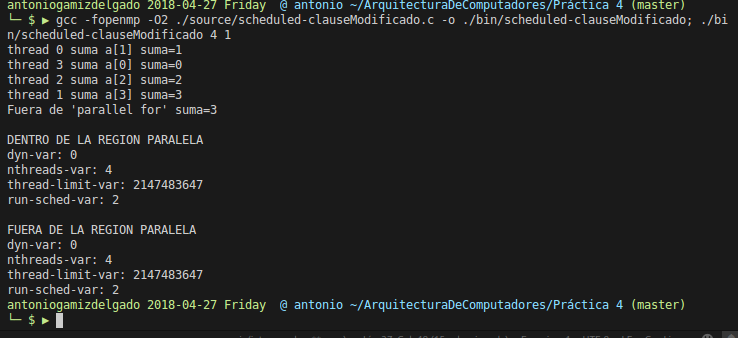 antoniogamizdelgado 2018-04-27 Friday @ antonio ~/ArquitecturaDeComputadores/Práctica 4 (master)
└─ $ ▶ gcc -fopenmp -O2 ./source/scheduled-clauseModificado.c -o ./bin/scheduled-clauseModificado; ./bi
n/scheduled-clauseModificado 4 1
thread 0 suma a[1] suma=1
thread 3 suma a[0] suma=0
thread 2 suma a[2] suma=2
thread 1 suma a[3] suma=3
Fuera de 'parallel for' suma=3
DENTRO DE LA REGION PARALELA
dyn-var: 0
nthreads-var: 4
thread-limit-var: 2147483647
run-sched-var: 2
FUERA DE LA REGION PARALELA
dyn-var: 0
nthreads-var: 4
thread-limit-var: 2147483647
run-sched-var: 2
antoniogamizdelgado 2018-04-27 Friday @ antonio ~/ArquitecturaDeComputadores/Práctica 4 (master)
└─ $ ▶